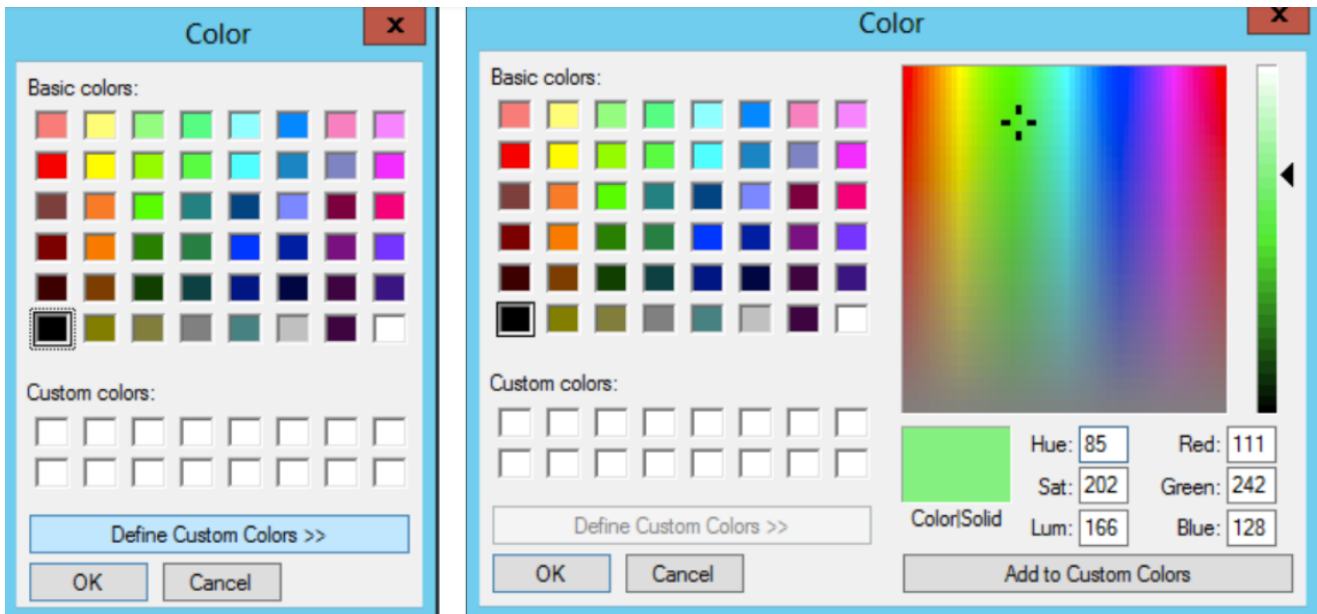 Color
x
Basic colors:
Custom colors:
Define Custom Colors >>
OK
Cancel
Color
x
Basic colors:
Custom colors:
Define Custom Colors >>
OK
Cancel
Color|Solid
Hue: 85
Sat: 202
Lum: 166
Red: 111
Green: 242
Blue: 128
Add to Custom Colors